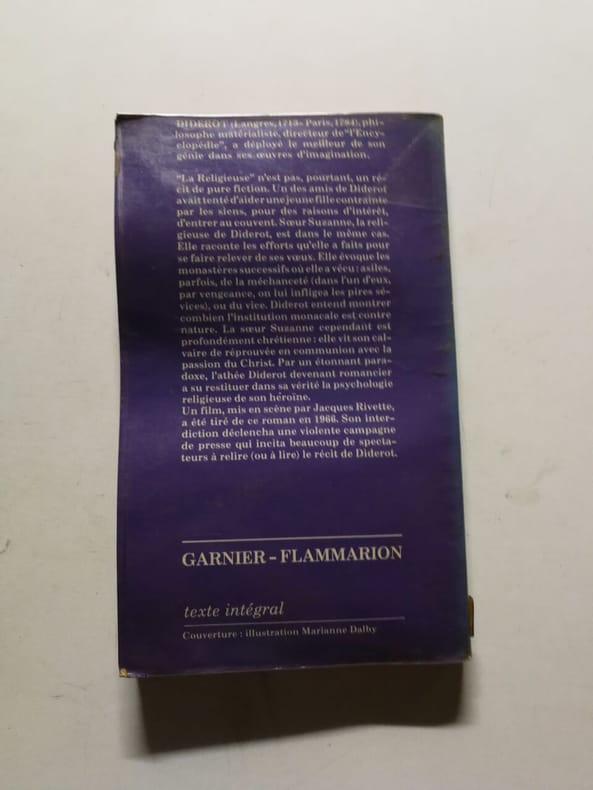 DIDEROT (Langres, 1713- Paris, 1784), phi-
losophe matérialiste, directeur de "l'Ency-
clopédie", a déployé le meilleur de son
génie dans ses œuvres d'imagination.
"La Religieuse" n'est pas, pourtant, un ré-
cit de pure fiction. Un des amis de Diderot
avait tenté d'aider une jeune fille contrainte
par les siens, pour des raisons d'intérêt,
d'entrer au couvent. Sœur Suzanne, la reli-
gieuse de Diderot, est dans le même cas.
Elle raconte les efforts qu'elle a faits pour
se faire relever de ses vœux. Elle évoque les
monastères successifs où elle a vécu : asiles,
parfois, de la méchanceté (dans l'un d'eux,
par vengeance, on lui infligea les pires sé-
vices), ou du vice. Diderot entend montrer
combien l'institution monacale est contre
nature. La sœur Suzanne cependant est
profondément chrétienne : elle vit son cal-
vaire de réprouvée en communion avec la
passion du Christ. Par un étonnant para-
doxe, l'athée Diderot devenant romancier
a su restituer dans sa vérité la psychologie
religieuse de son héroïne.
Un film, mis en scène par Jacques Rivette,
a été tiré de ce roman en 1966. Son inter-
diction déclencha une violente campagne
de presse qui incita beaucoup de specta-
teurs à relire (ou à lire) le récit de Diderot.
GARNIER - FLAMMARION
texte intégral
Couverture : illustration Marianne Dalby